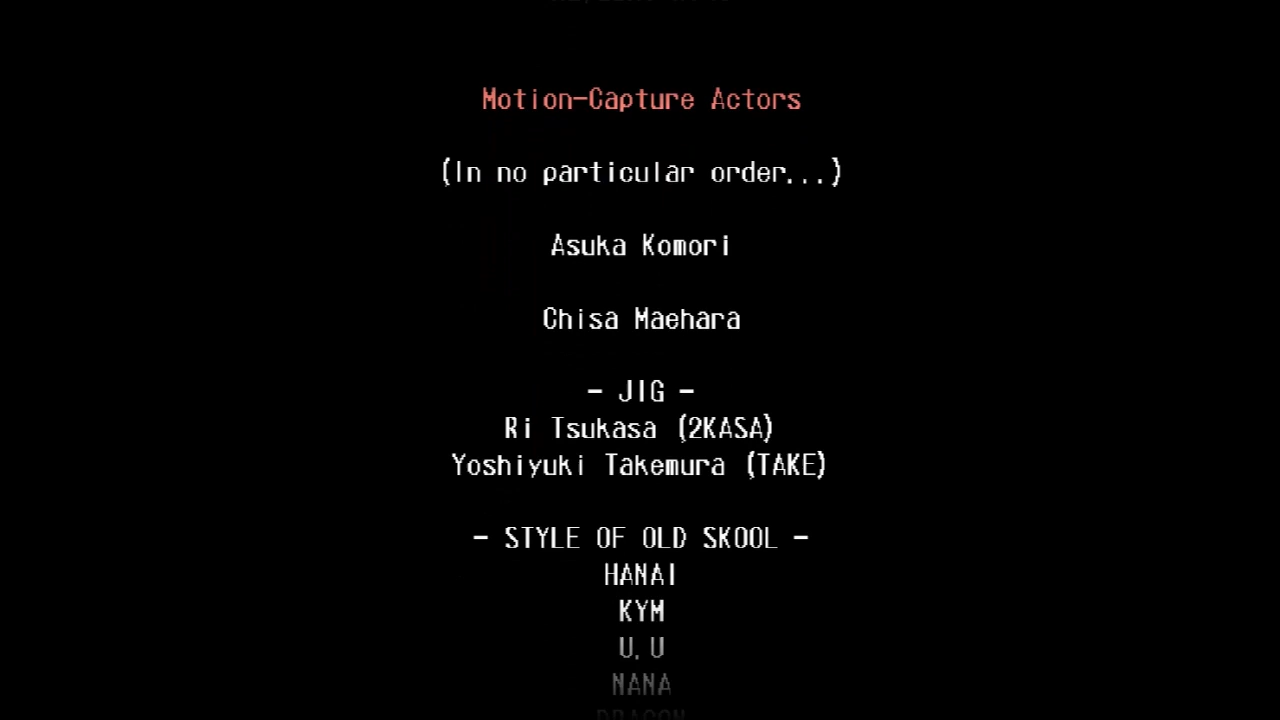 Motion-Capture Actors
(In no particular order...)
Asuka Komori
Chisa Maehara
- JIG -
Ri Tsukasa (2KASA)
Yoshiyuki Takemura (TAKE)
- STYLE OF OLD SKOOL -
HANAI
KYM
U, U
NANA
DRAGON